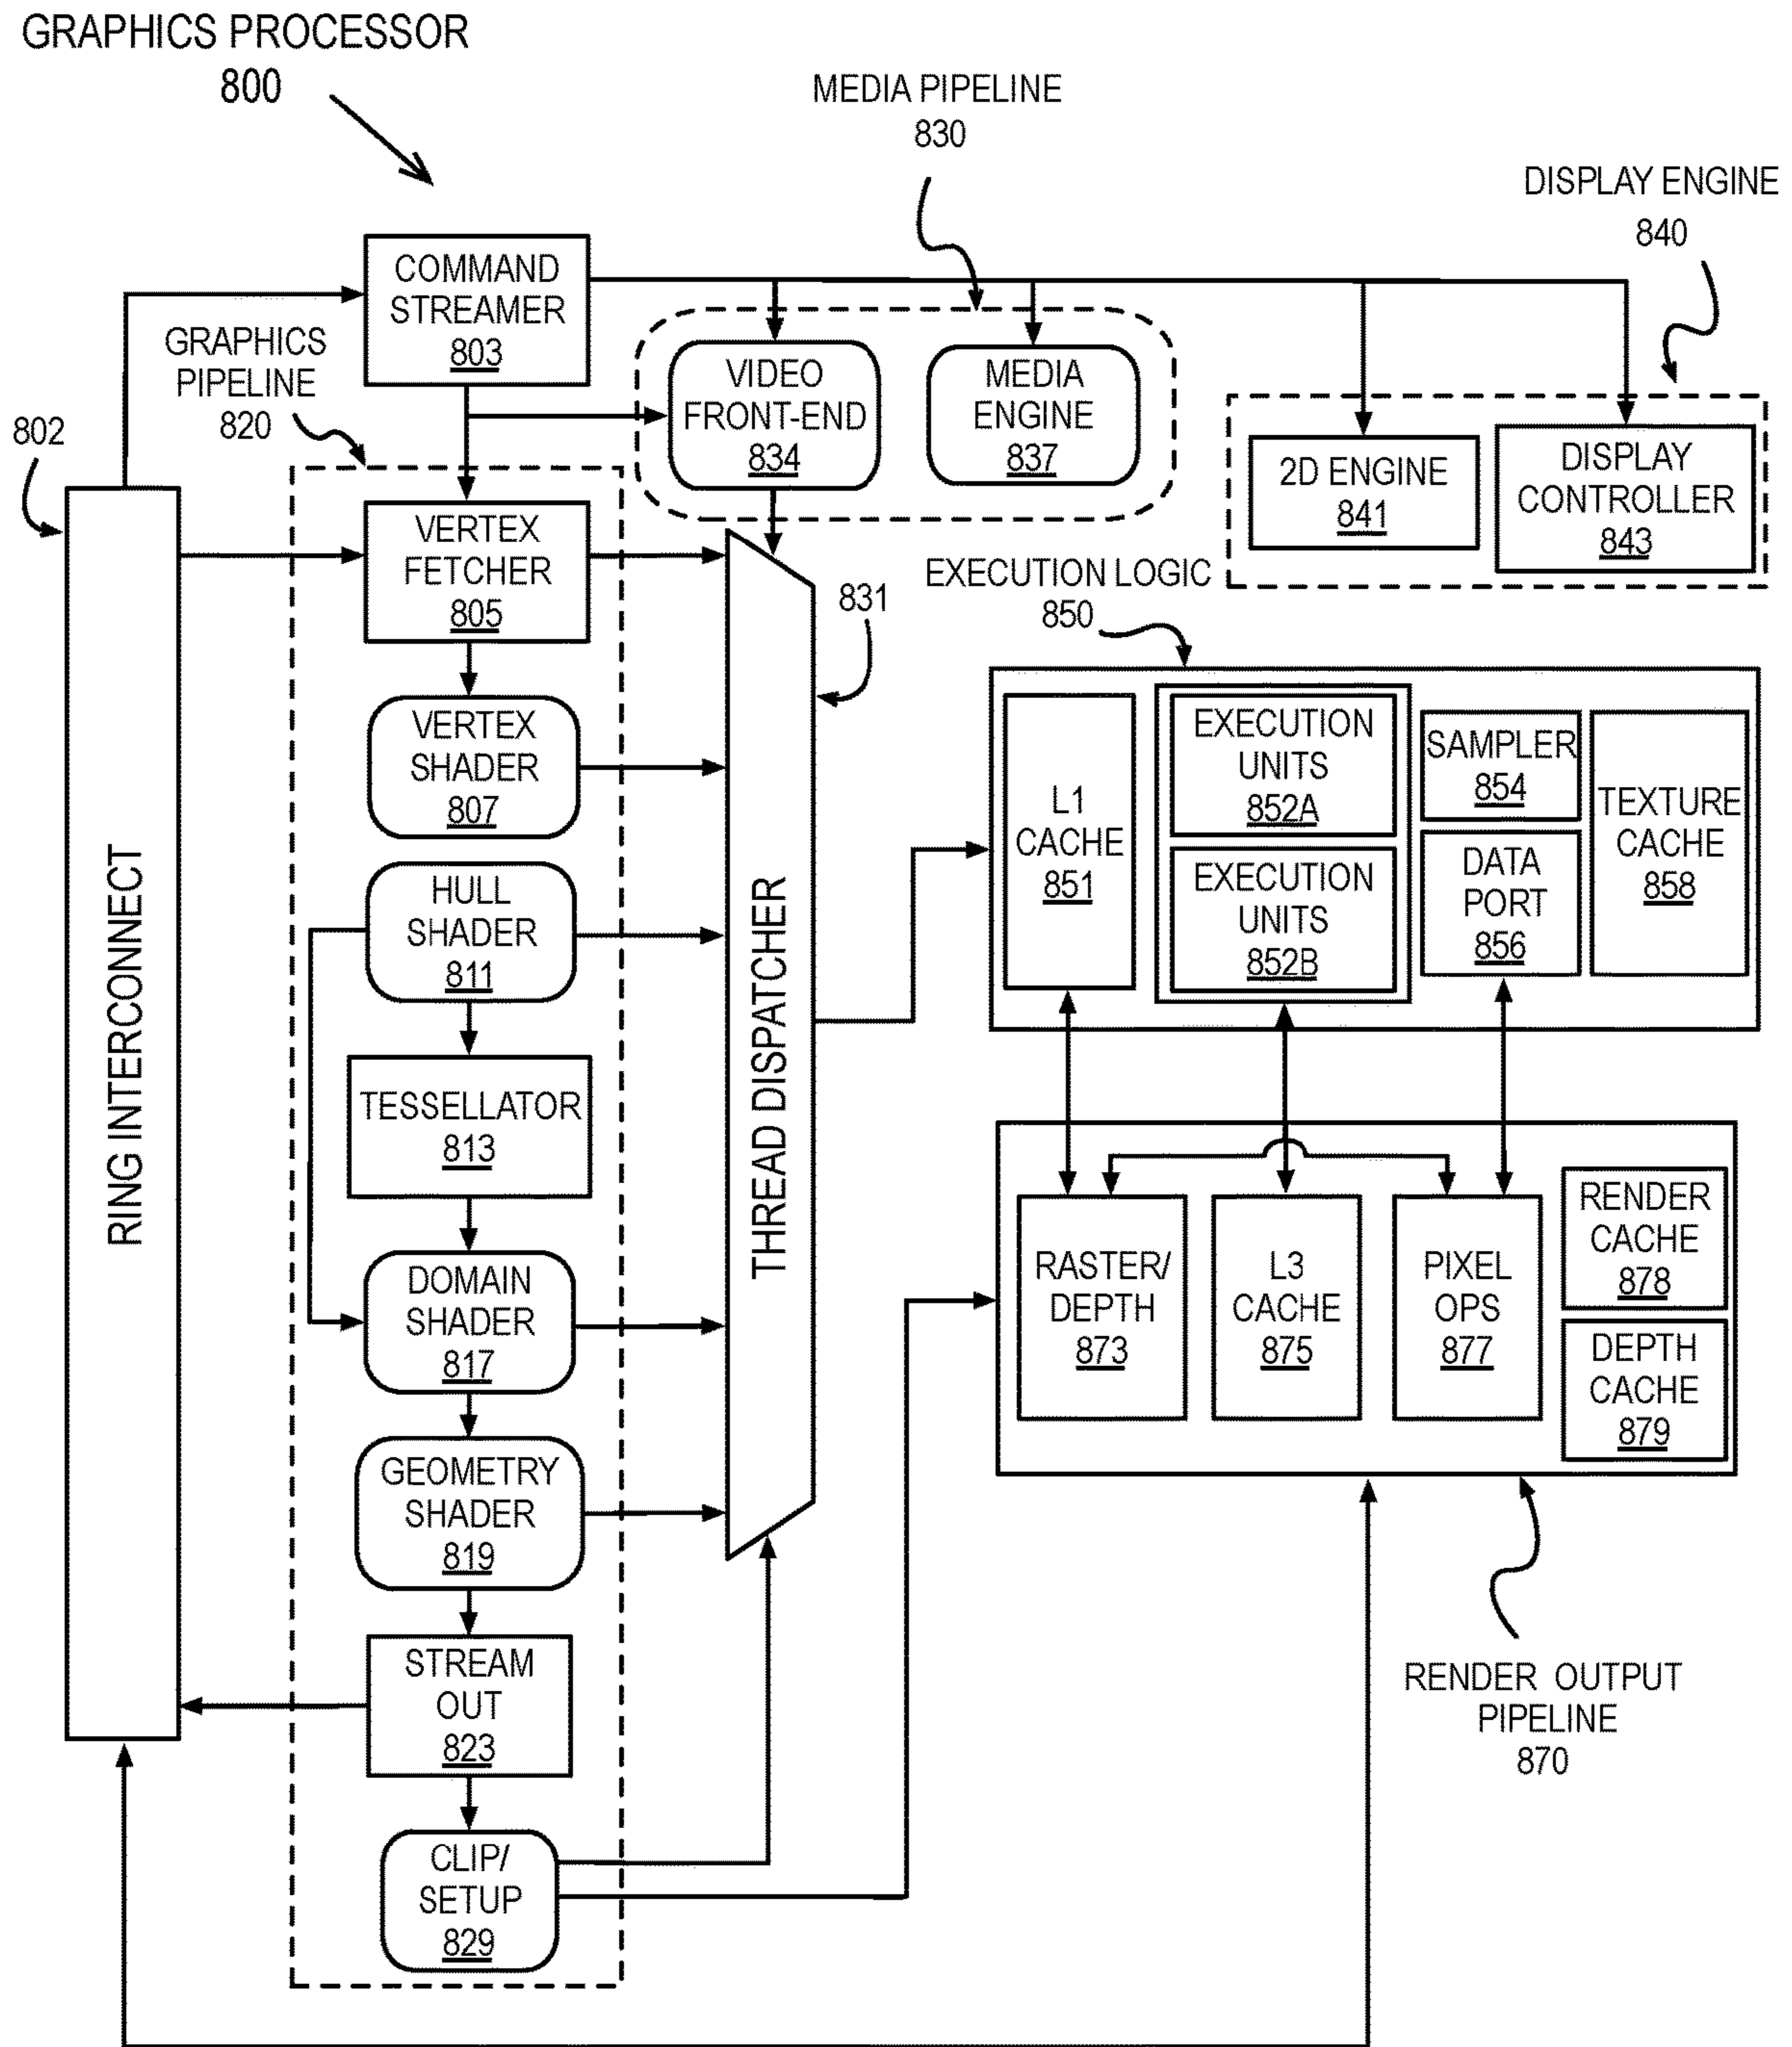 GRAPHICS PROCESSOR
800
MEDIA PIPELINE
830
DISPLAY ENGINE
840
COMMAND
STREAMER
803
GRAPHICS
PIPELINE
820
802
VIDEO
FRONT-END
834
MEDIA
ENGINE
837
2D ENGINE
841
DISPLAY
CONTROLLER
843
RING INTERCONNECT
VERTEX
FETCHER
805
VERTEX
SHADER
807
HULL
SHADER
811
TESSELLATOR
813
DOMAIN
SHADER
817
GEOMETRY
SHADER
819
STREAM
OUT
823
CLIP/
SETUP
829
THREAD DISPATCHER
831
EXECUTION LOGIC
850
L1
CACHE
851
EXECUTION
UNITS
852A
EXECUTION
UNITS
852B
SAMPLER
854
DATA
PORT
856
TEXTURE
CACHE
858
RASTER/
DEPTH
873
L3
CACHE
875
PIXEL
OPS
877
RENDER
CACHE
878
DEPTH
CACHE
879
RENDER OUTPUT
PIPELINE
870